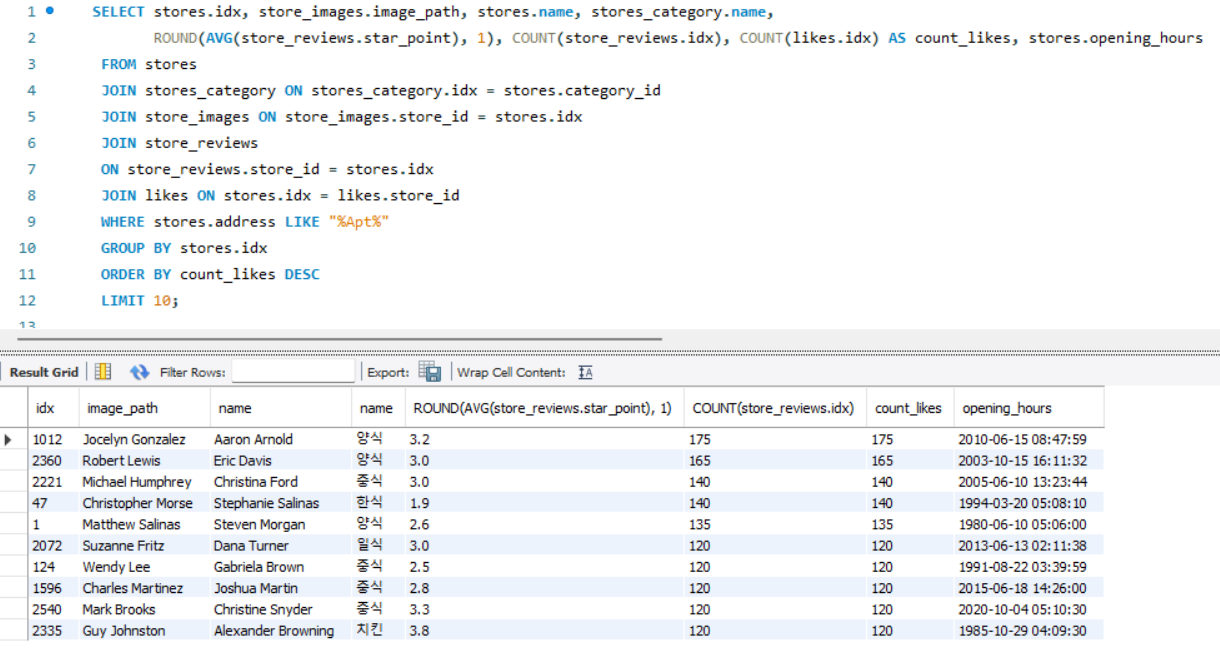 1 SELECT stores.idx, store_images.image_path, stores.name, stores_category.name,
2 ROUND(AVG(store_reviews.star_point), 1), COUNT(store_reviews.idx), COUNT(likes.idx) AS count_likes, stores.opening_hours
3 FROM stores
4 JOIN stores_category ON stores_category.idx = stores.category_id
5 JOIN store_images ON store_images.store_id = stores.idx
6 JOIN store_reviews
7 ON store_reviews.store_id = stores.idx
8 JOIN likes ON stores.idx = likes.store_id
9 WHERE stores.address LIKE "%Apt%"
10 GROUP BY stores.idx
11 ORDER BY count_likes DESC
12 LIMIT 10;
13
Result Grid Filter Rows: Export: Wrap Cell Content: IA
idx image_path name name ROUND(AVG(store_reviews.star_point), 1) COUNT(store_reviews.idx) count_likes opening_hours
1012 Jocelyn Gonzalez Aaron Arnold 양식 3.2 175 175 2010-06-15 08:47:59
2360 Robert Lewis Eric Davis 양식 3.0 165 165 2003-10-15 16:11:32
2221 Michael Humphrey Christina Ford 중식 3.0 140 140 2005-06-10 13:23:44
47 Christopher Morse Stephanie Salinas 한식 1.9 140 140 1994-03-20 05:08:10
1 Matthew Salinas Steven Morgan 양식 2.6 135 135 1980-06-10 05:06:00
2072 Suzanne Fritz Dana Turner 일식 3.0 120 120 2013-06-13 02:11:38
124 Wendy Lee Gabriela Brown 중식 2.5 120 120 1991-08-22 03:39:59
1596 Charles Martinez Joshua Martin 중식 2.8 120 120 2015-06-18 14:26:00
2540 Mark Brooks Christine Snyder 중식 3.3 120 120 2020-10-04 05:10:30
2335 Guy Johnston Alexander Browning 치킨 3.8 120 120 1985-10-29 04:09:30